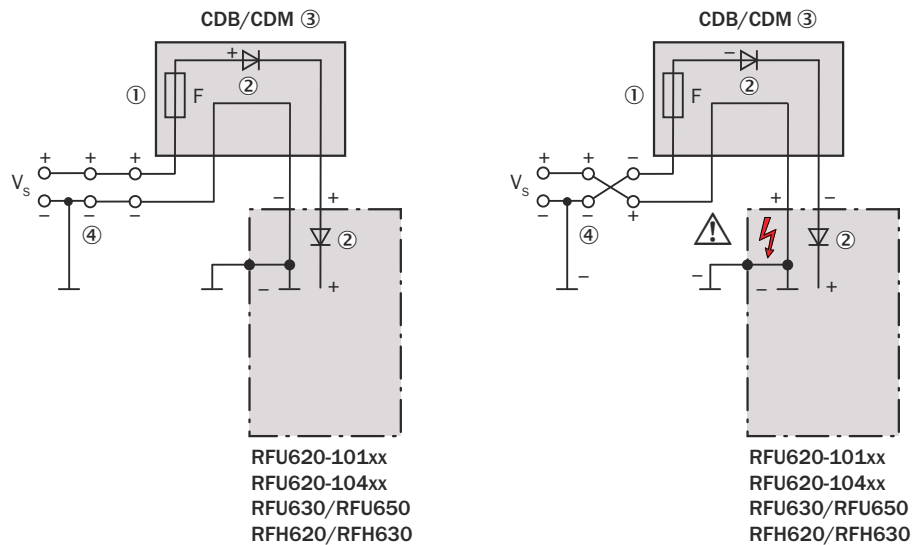 CDB/CDM ③
+ ②
① F
+ + +
Vₛ
– – –
④
– +
②
– +
RFU620-101xx
RFU620-104xx
RFU630/RFU650
RFH620/RFH630
CDB/CDM ③
– ②
① F
+ + –
Vₛ
– – +
④
+ –
②
– – – +
RFU620-101xx
RFU620-104xx
RFU630/RFU650
RFH620/RFH630